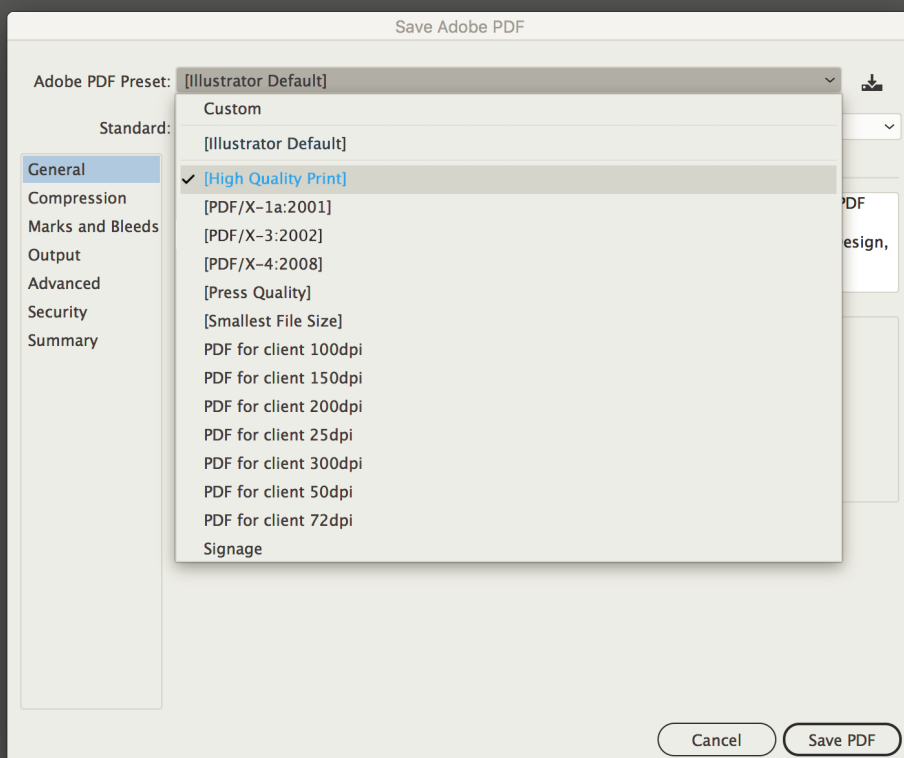 Save Adobe PDF
Adobe PDF Preset: [Illustrator Default]
Custom
Standard:
[Illustrator Default]
General
[High Quality Print]
Compression
[PDF/X-1a:2001]
PDF
Marks and Bleeds
[PDF/X-3:2002]
esign,
Output
[PDF/X-4:2008]
Advanced
[Press Quality]
Security
[Smallest File Size]
Summary
PDF for client 100dpi
PDF for client 150dpi
PDF for client 200dpi
PDF for client 25dpi
PDF for client 300dpi
PDF for client 50dpi
PDF for client 72dpi
Signage
Cancel
Save PDF